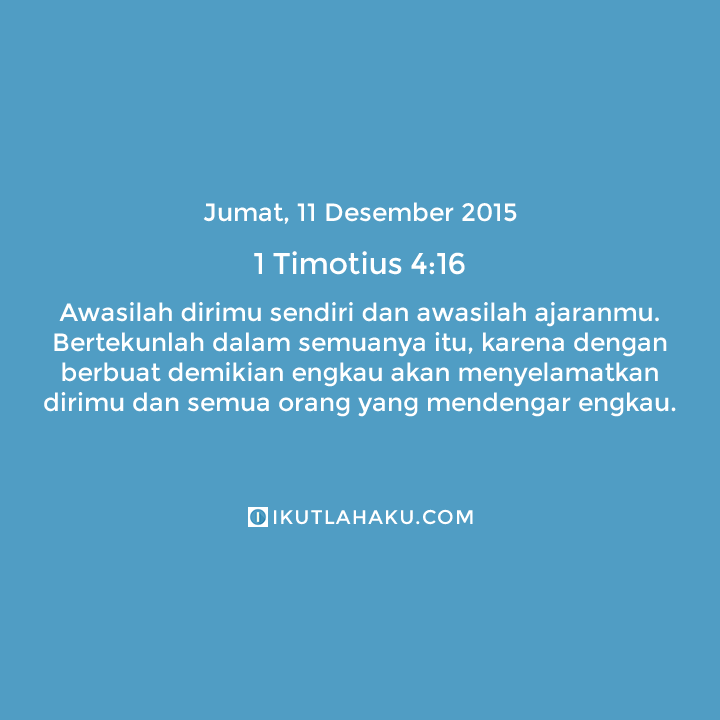 Jumat, 11 Desember 2015
1 Timotius 4:16
Awasilah dirimu sendiri dan awasilah ajaranmu.
Bertekunlah dalam semuanya itu, karena dengan
berbuat demikian engkau akan menyelamatkan
dirimu dan semua orang yang mendengar engkau.
IKUTLAHAKU.COM